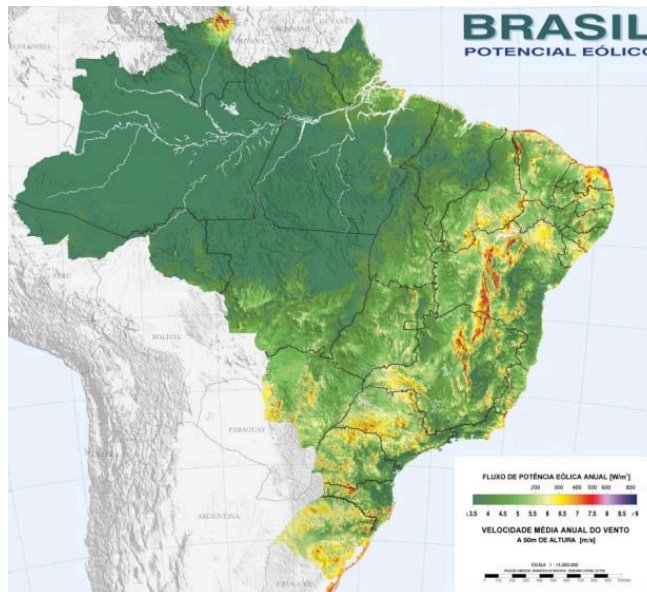 BRASIL
POTENCIAL EÓLICO
COLOMBIA
BOLIVIA
PARAGUAY
ARGENTINA
URUGUAY
FLUXO DE POTÊNCIA EÓLICA ANUAL [W/m²]
200 300 400 500 600 800
<3.5 4 4.5 5 5.5 6 6.5 7 7.5 8 8.5 >9
VELOCIDADE MÉDIA ANUAL DO VENTO
A 50m DE ALTURA [m/s]